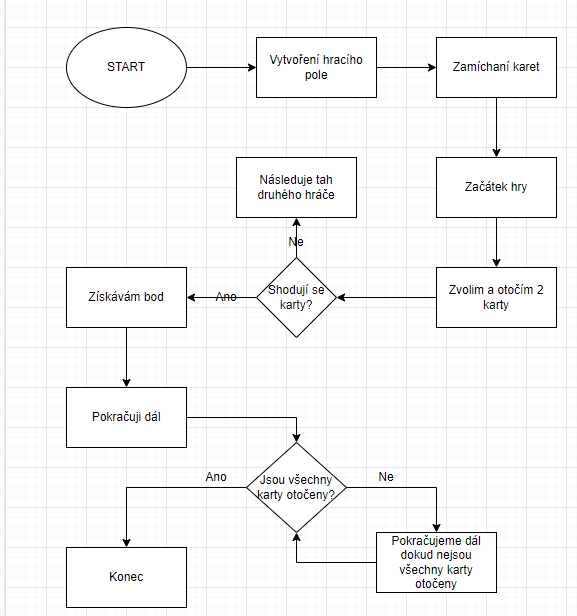 START
Vytvoření hracího
pole
Zamíchaní karet
Následuje tah
druhého hráče
Začátek hry
Ne
Získávám bod
Ano
Shodují se
karty?
Zvolim a otočím 2
karty
Pokračuji dál
Ano
Jsou všechny
karty otočeny?
Ne
Konec
Pokračujeme dál
dokud nejsou
všechny karty
otočeny